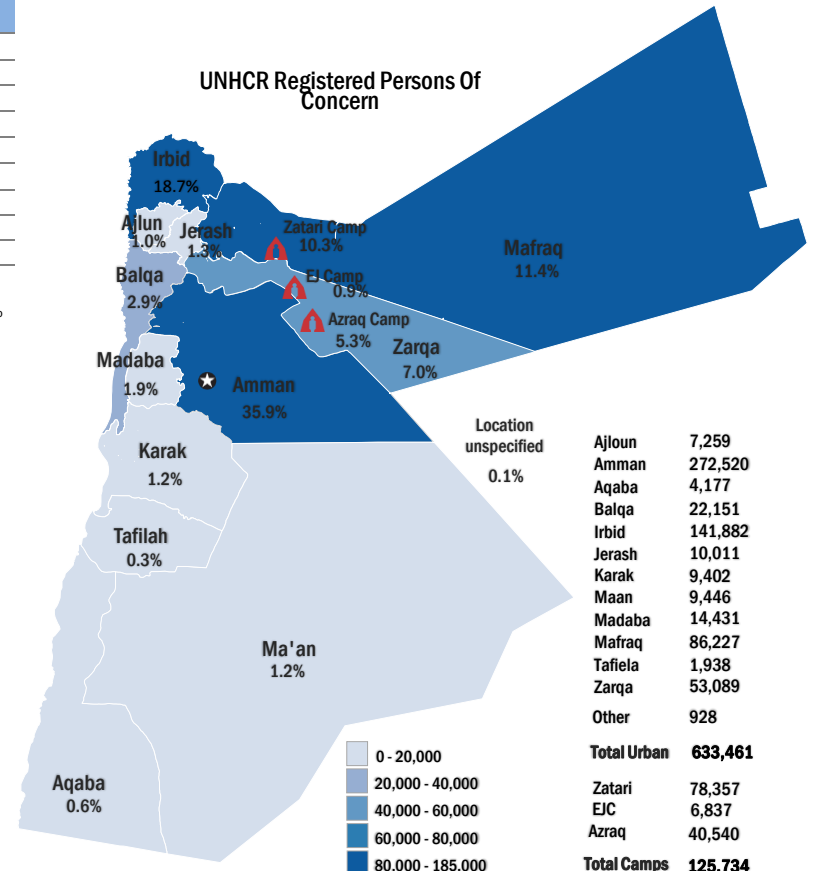 UNHCR Registered Persons Of
Concern
Irbid
18.7%
Ajlun
1.0%
Jerash
1.3%
Zatari Camp
10.3%
Mafraq
11.4%
Balqa
2.9%
EJ Camp
0.9%
Azraq Camp
5.3%
Zarqa
7.0%
Madaba
1.9%
Amman
35.9%
Karak
1.2%
Location
unspecified
0.1%
Tafilah
0.3%
Ma'an
1.2%
Aqaba
0.6%
0 - 20,000
20,000 - 40,000
40,000 - 60,000
60,000 - 80,000
80,000 - 185,000
Ajloun 7,259
Amman 272,520
Aqaba 4,177
Balqa 22,151
Irbid 141,882
Jerash 10,011
Karak 9,402
Maan 9,446
Madaba 14,431
Mafraq 86,227
Tafiela 1,938
Zarqa 53,089
Other 928
Total Urban 633,461
Zatari 78,357
EJC 6,837
Azraq 40,540
Total Camps 125,734